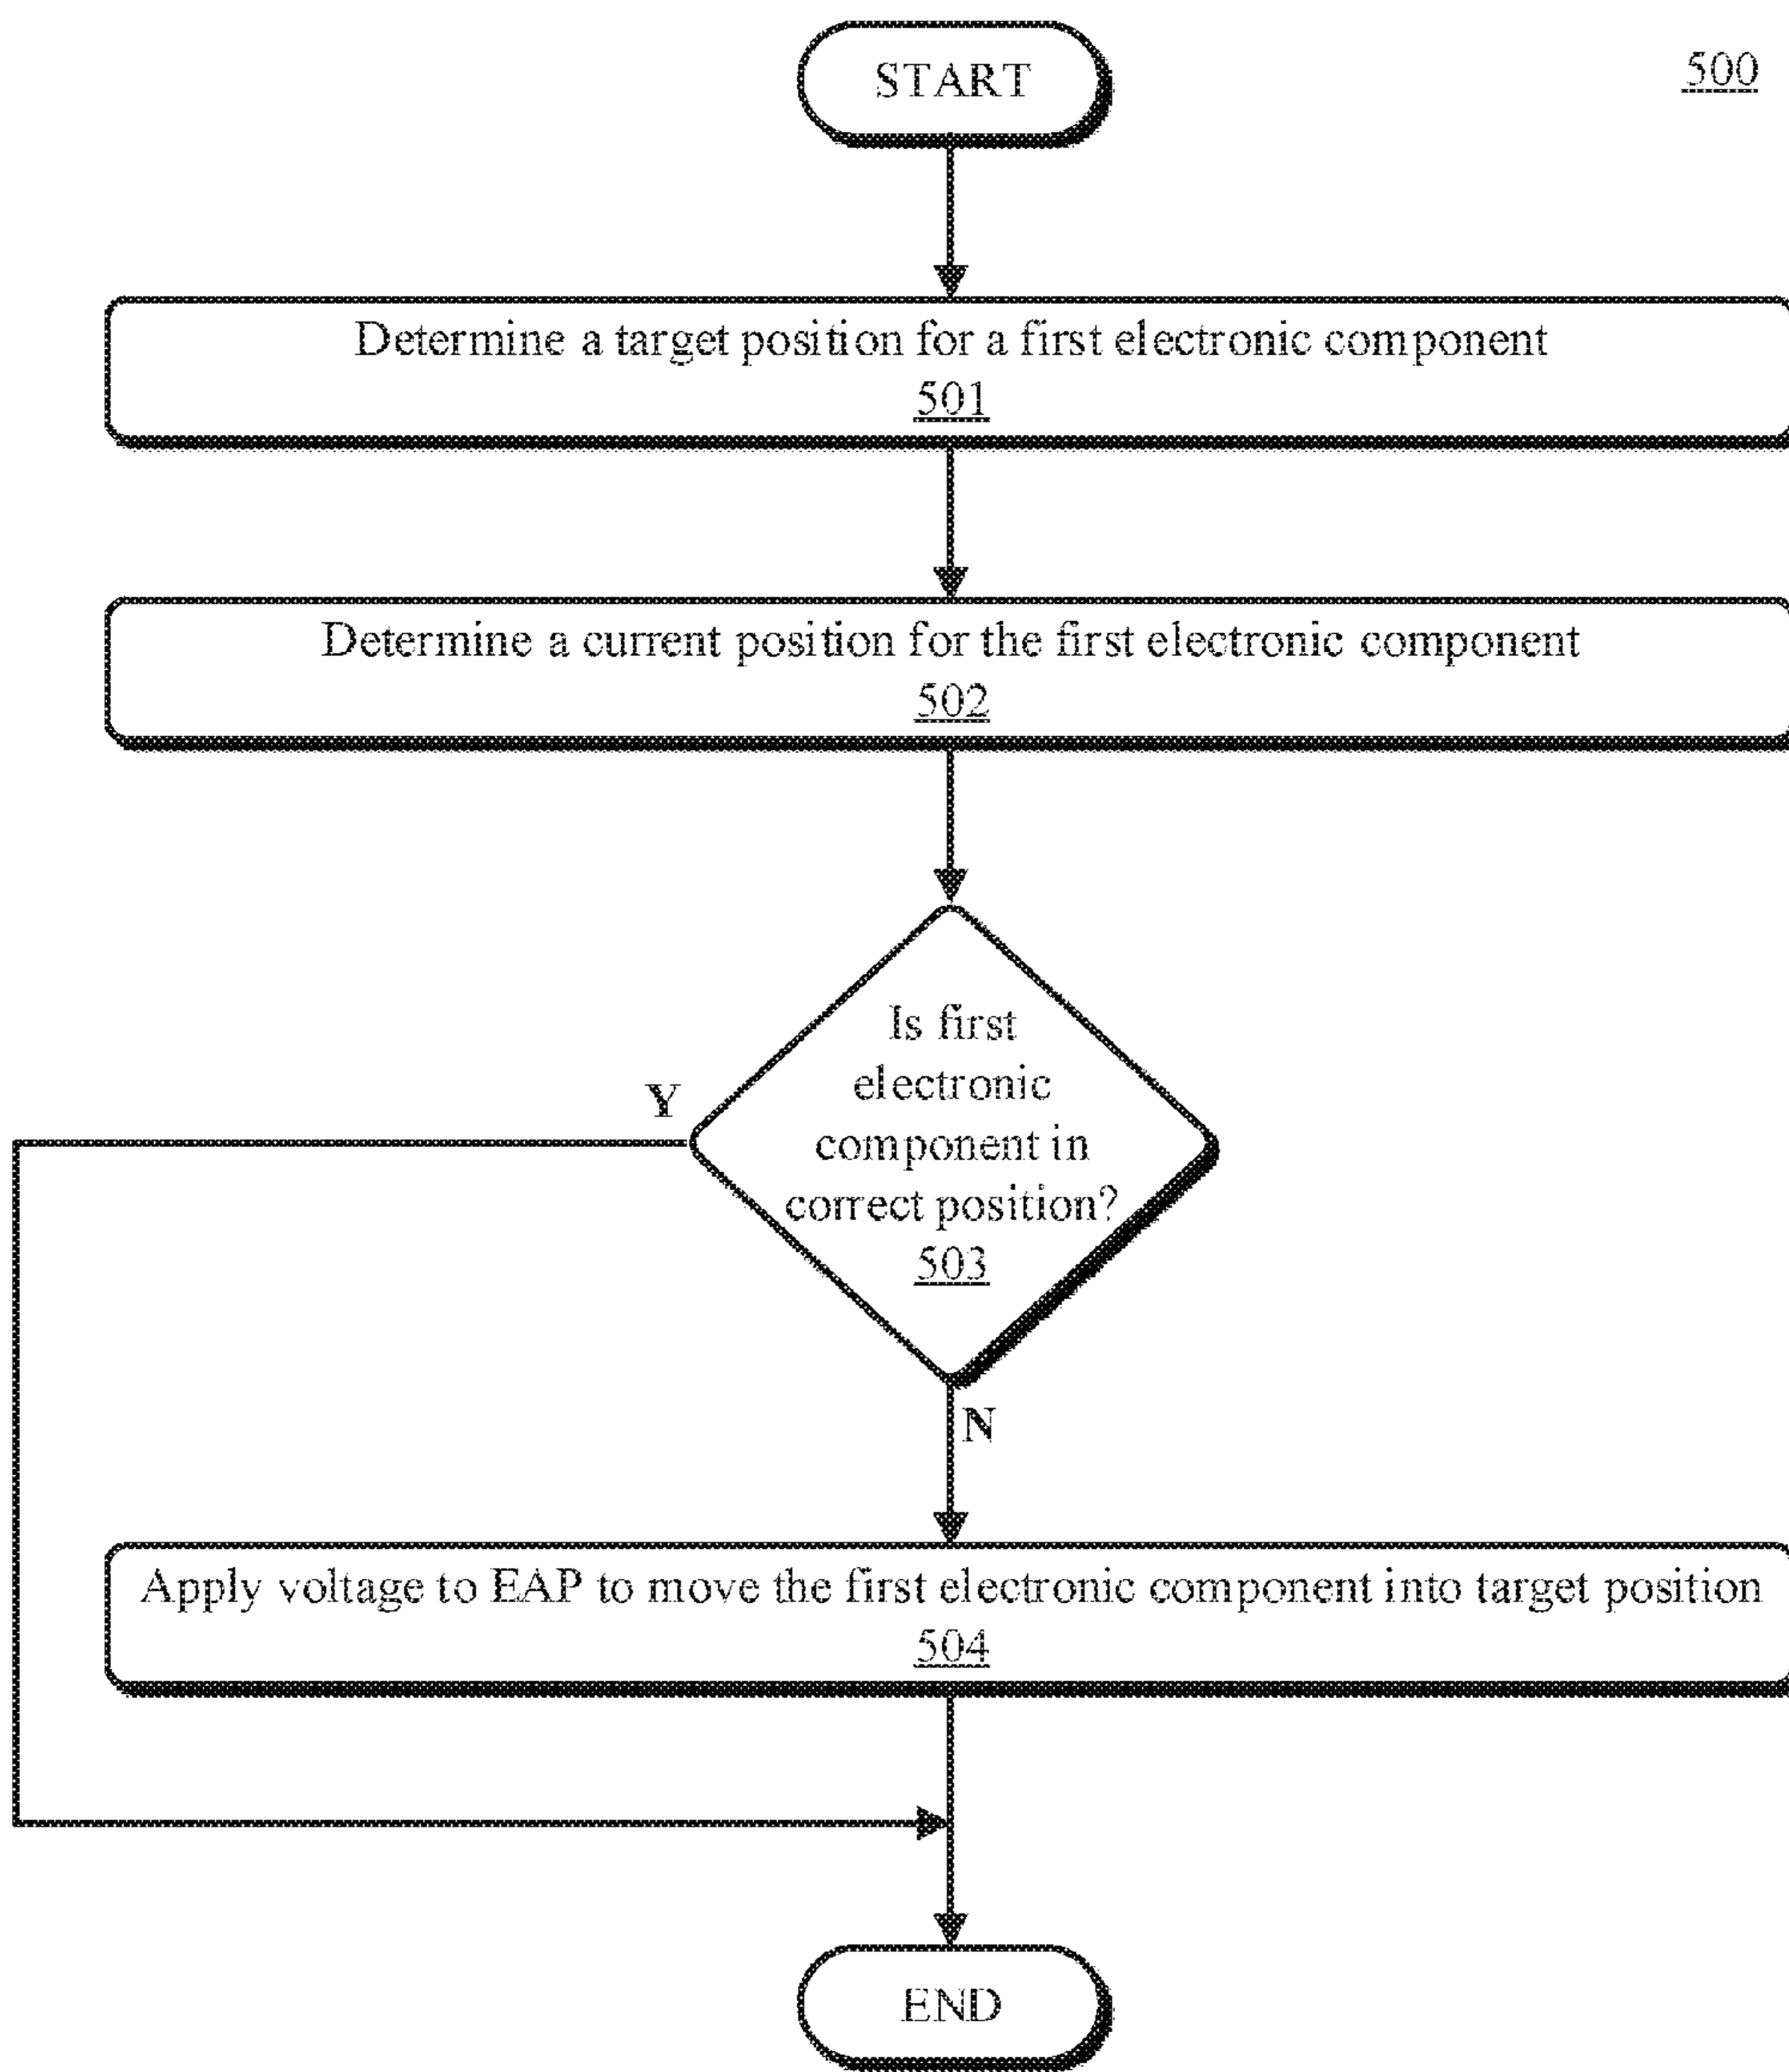 START
500
Determine a target position for a first electronic component
501
Determine a current position for the first electronic component
502
Is first
electronic
component in
correct position?
503
Y
N
Apply voltage to EAP to move the first electronic component into target position
504
END